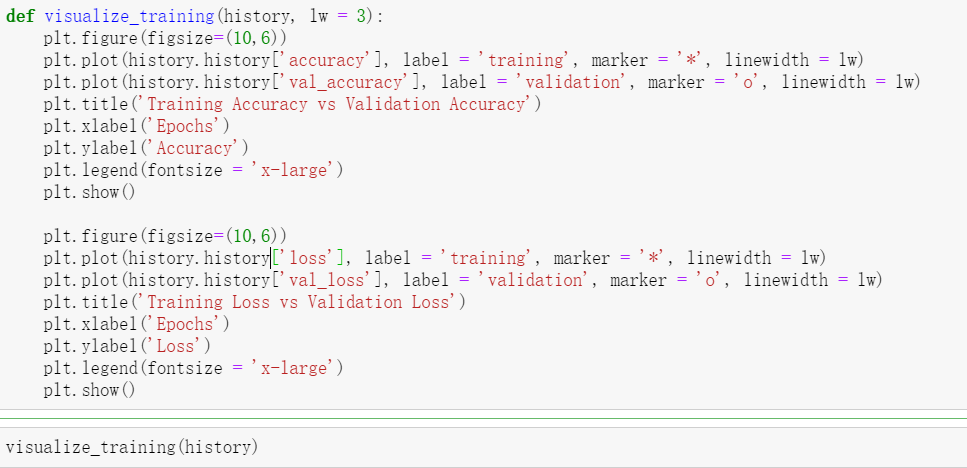 def visualize_training(history, lw = 3):
    plt.figure(figsize=(10,6))
    plt.plot(history.history['accuracy'], label = 'training', marker = '*', linewidth = lw)
    plt.plot(history.history['val_accuracy'], label = 'validation', marker = 'o', linewidth = lw)
    plt.title('Training Accuracy vs Validation Accuracy')
    plt.xlabel('Epochs')
    plt.ylabel('Accuracy')
    plt.legend(fontsize = 'x-large')
    plt.show()

    plt.figure(figsize=(10,6))
    plt.plot(history.history['loss'], label = 'training', marker = '*', linewidth = lw)
    plt.plot(history.history['val_loss'], label = 'validation', marker = 'o', linewidth = lw)
    plt.title('Training Loss vs Validation Loss')
    plt.xlabel('Epochs')
    plt.ylabel('Loss')
    plt.legend(fontsize = 'x-large')
    plt.show()
visualize_training(history)